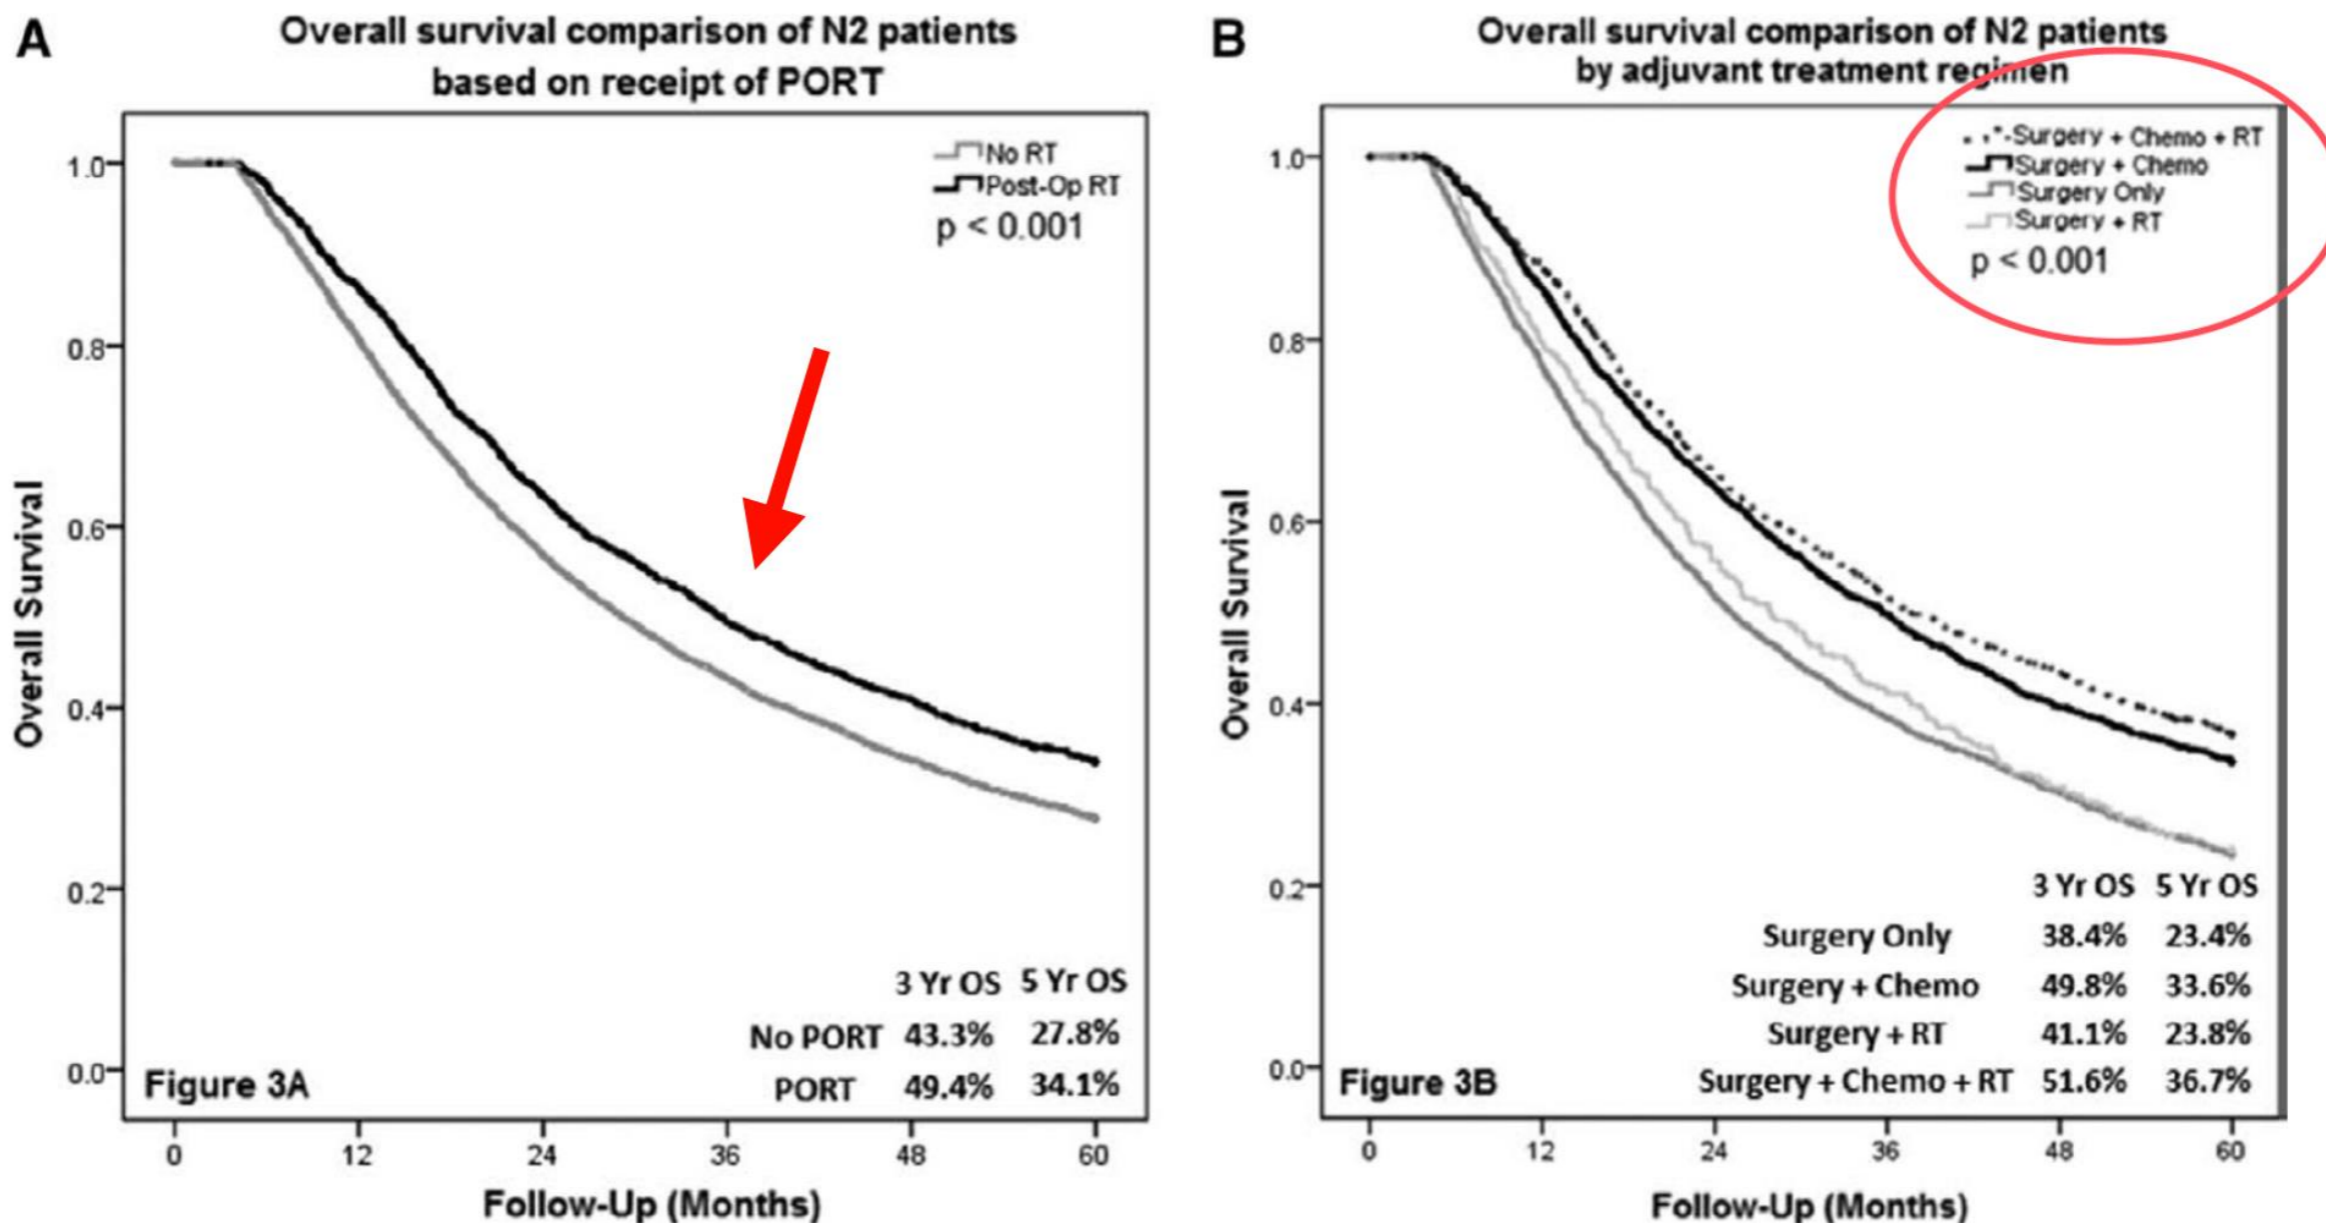 A
Overall survival comparison of N2 patients
based on receipt of PORT
No RT
Post-Op RT
p < 0.001
1.0
0.8
0.6
0.4
0.2
0.0
Overall Survival
3 Yr OS 5 Yr OS
No PORT 43.3% 27.8%
PORT 49.4% 34.1%
Figure 3A
0 12 24 36 48 60
Follow-Up (Months)
B
Overall survival comparison of N2 patients
by adjuvant treatment regimen
Surgery + Chemo + RT
Surgery + Chemo
Surgery Only
Surgery + RT
p < 0.001
1.0
0.8
0.6
0.4
0.2
0.0
Overall Survival
3 Yr OS 5 Yr OS
Surgery Only 38.4% 23.4%
Surgery + Chemo 49.8% 33.6%
Surgery + RT 41.1% 23.8%
Surgery + Chemo + RT 51.6% 36.7%
Figure 3B
0 12 24 36 48 60
Follow-Up (Months)